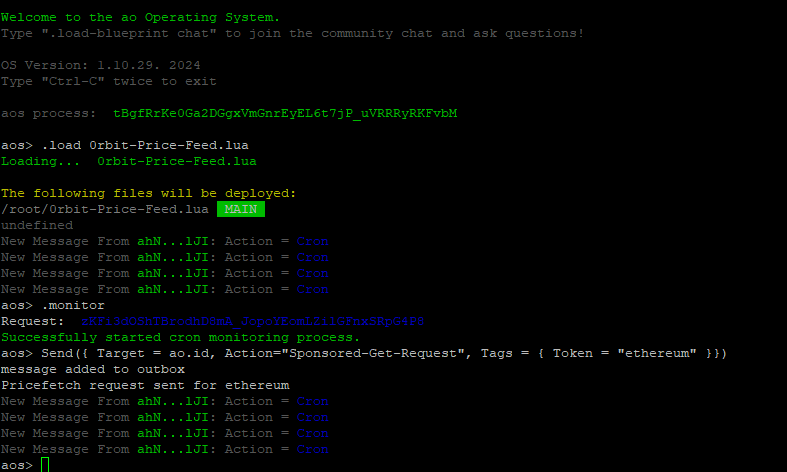 Welcome to the ao Operating System.
Type ".load-blueprint chat" to join the community chat and ask questions!
OS Version: 1.10.29. 2024
Type "Ctrl-C" twice to exit
aos process:  tBgfRrKe0Ga2DGgxVmGnrEyEL6t7jP_uVRRRyRKFvbM
aos> .load 0rbit-Price-Feed.lua
Loading...  0rbit-Price-Feed.lua
The following files will be deployed:
/root/0rbit-Price-Feed.lua  MAIN
undefined
New Message From ahN...lJI: Action = Cron
New Message From ahN...lJI: Action = Cron
New Message From ahN...lJI: Action = Cron
New Message From ahN...lJI: Action = Cron
aos> .monitor
Request:
Successfully started cron monitoring process.
aos> Send({ Target = ao.id, Action="Sponsored-Get-Request", Tags = { Token = "ethereum" }})
message added to outbox
Pricefetch request sent for ethereum
New Message From ahN...lJI: Action = Cron
New Message From ahN...lJI: Action = Cron
New Message From ahN...lJI: Action = Cron
New Message From ahN...lJI: Action = Cron
aos>